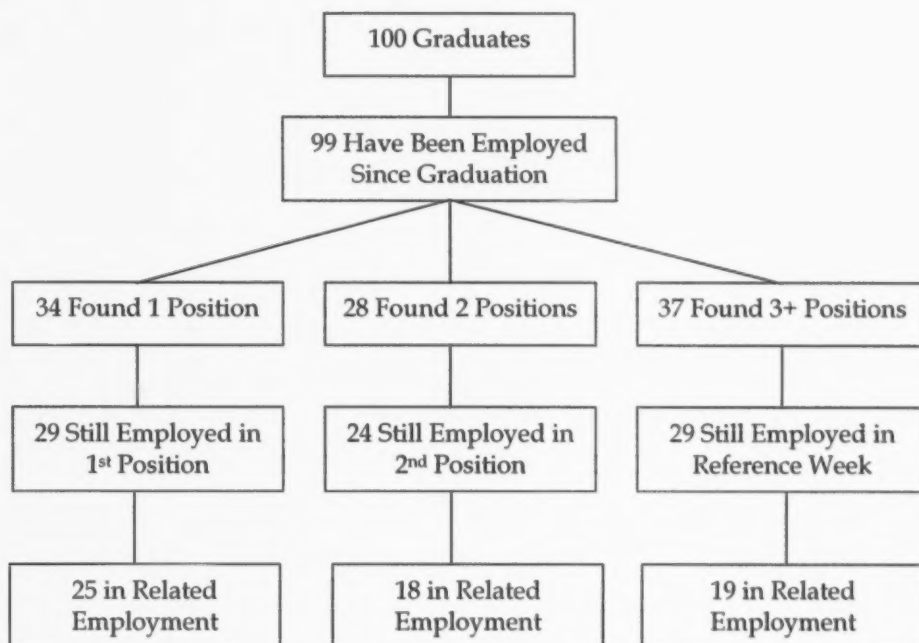 100 Graduates
99 Have Been Employed
Since Graduation
34 Found 1 Position
28 Found 2 Positions
37 Found 3+ Positions
29 Still Employed in
1st Position
24 Still Employed in
2nd Position
29 Still Employed in
Reference Week
25 in Related
Employment
18 in Related
Employment
19 in Related
Employment